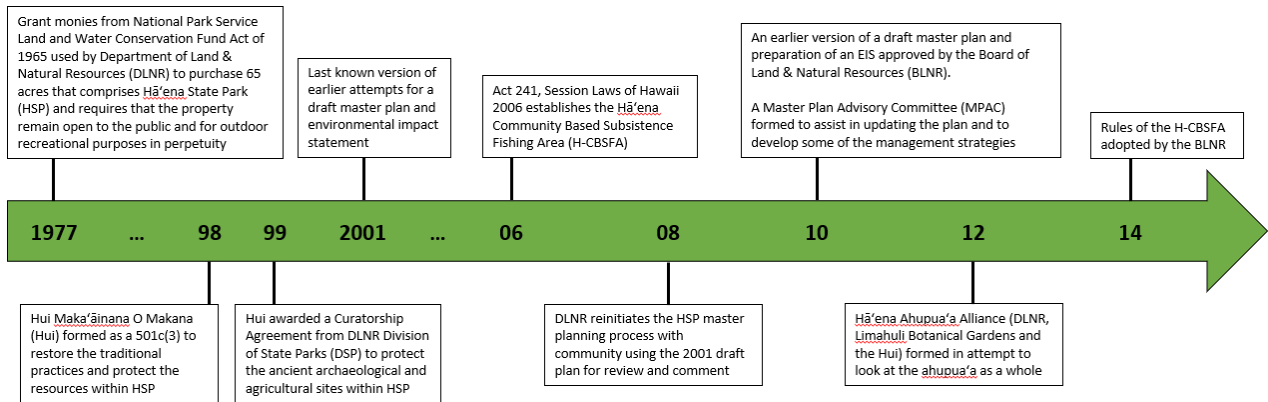 Grant monies from National Park Service
Land and Water Conservation Fund Act of
1965 used by Department of Land &
Natural Resources (DLNR) to purchase 65
acres that comprises Hā‘ena State Park
(HSP) and requires that the property
remain open to the public and for outdoor
recreational purposes in perpetuity
Last known version of
earlier attempts for a
draft master plan and
environmental impact
statement
Act 241, Session Laws of Hawaii
2006 establishes the Hā‘ena
Community Based Subsistence
Fishing Area (H-CBSFA)
An earlier version of a draft master plan and
preparation of an EIS approved by the Board of
Land & Natural Resources (BLNR).
A Master Plan Advisory Committee (MPAC)
formed to assist in updating the plan and to
develop some of the management strategies
Rules of the H-CBSFA
adopted by the BLNR
1977 ... 98 99 2001 ... 06 08 10 12 14
Hui Maka‘āinana O Makana
(Hui) formed as a 501c(3) to
restore the traditional
practices and protect the
resources within HSP
Hui awarded a Curatorship
Agreement from DLNR Division
of State Parks (DSP) to protect
the ancient archaeological and
agricultural sites within HSP
DLNR reinitiates the HSP master
planning process with
community using the 2001 draft
plan for review and comment
Hā‘ena Ahupua‘a Alliance (DLNR,
Limahuli Botanical Gardens and
the Hui) formed in attempt to
look at the ahupua‘a as a whole